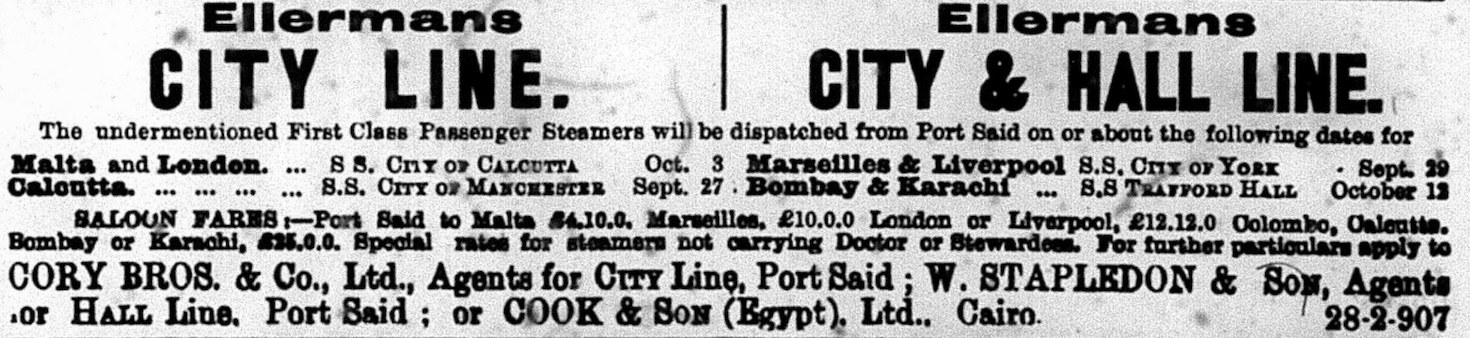 Ellermans
CITY LINE.
Ellermans
CITY & HALL LINE.
The undermentioned First Class Passenger Steamers will be dispatched from Port Said on or about the following dates for
Malta and London. ... S S. CITY OF CALCUTTA Oct. 3
Calcutta. ... ... ... ... S.S. CITY OF MANCHESTER Sept. 27
Marseilles & Liverpool S.S. CITY OF YORK Sept. 29
Bombay & Karachi ... S.S TRAFFORD HALL October 12
SALOON FARES :—Port Said to Malta £4.10.0, Marseilles, £10.0.0 London or Liverpool, £12.12.0 Colombo, Calcutta.
Bombay or Karachi, £25.0.0. Special rates for steamers not carrying Doctor or Stewardess. For further particulars apply to
CORY BROS. & Co., Ltd., Agents for CITY Line, Port Said ; W. STAPLEDON & SON, Agents
.or HALL Line, Port Said ; or COOK & SON (Egypt), Ltd., Cairo. 28-2-907